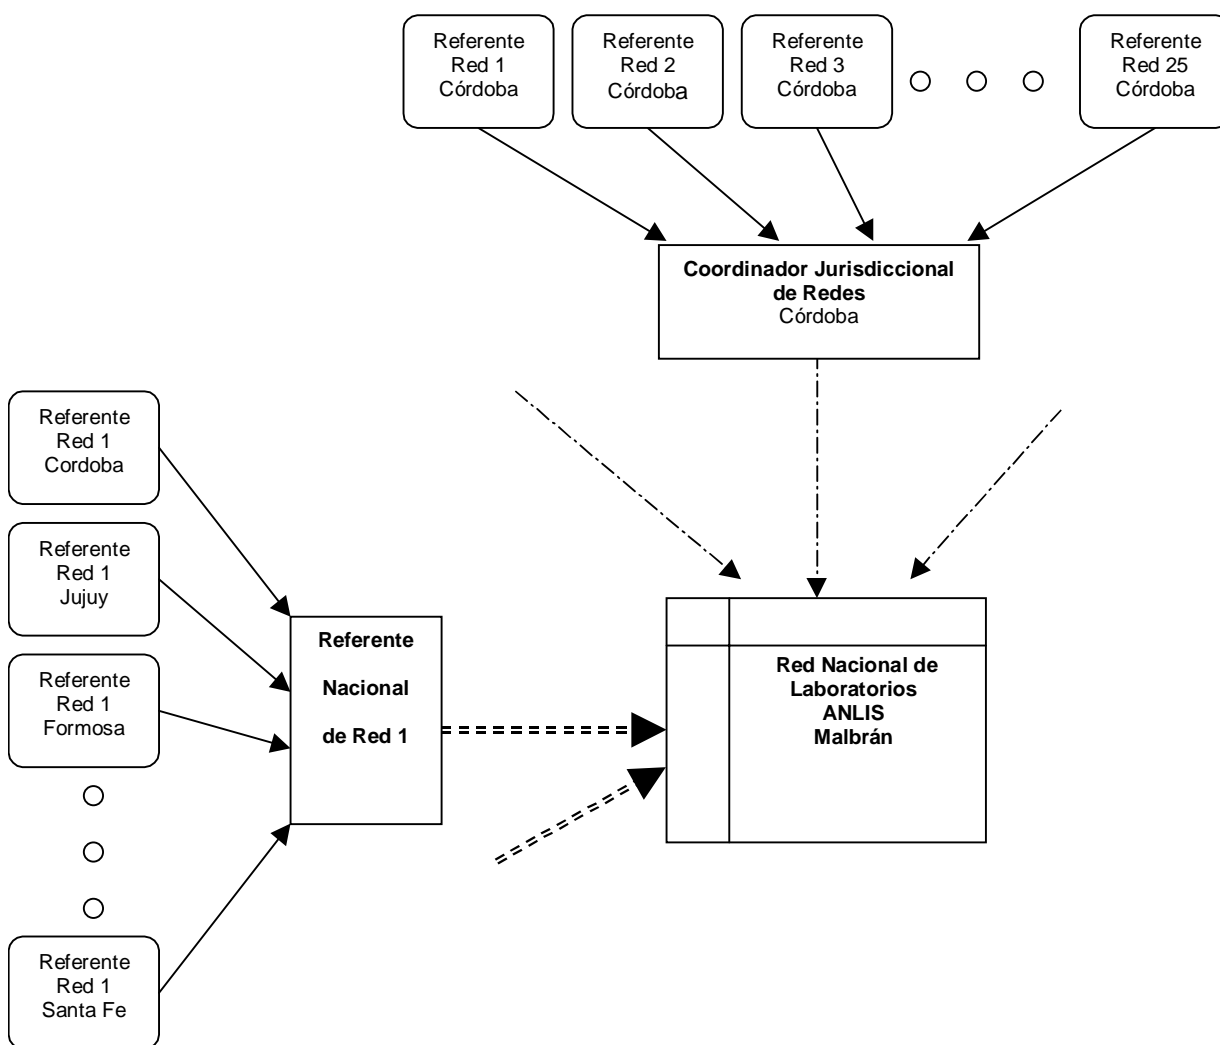 Referente
Red 1
Córdoba
Referente
Red 2
Córdoba
Referente
Red 3
Córdoba
Referente
Red 25
Córdoba
Coordinador Jurisdiccional
de Redes
Córdoba
Referente
Red 1
Cordoba
Referente
Red 1
Jujuy
Referente
Red 1
Formosa
Referente
Red 1
Santa Fe
Referente
Nacional
de Red 1
Red Nacional de
Laboratorios
ANLIS
Malbrán